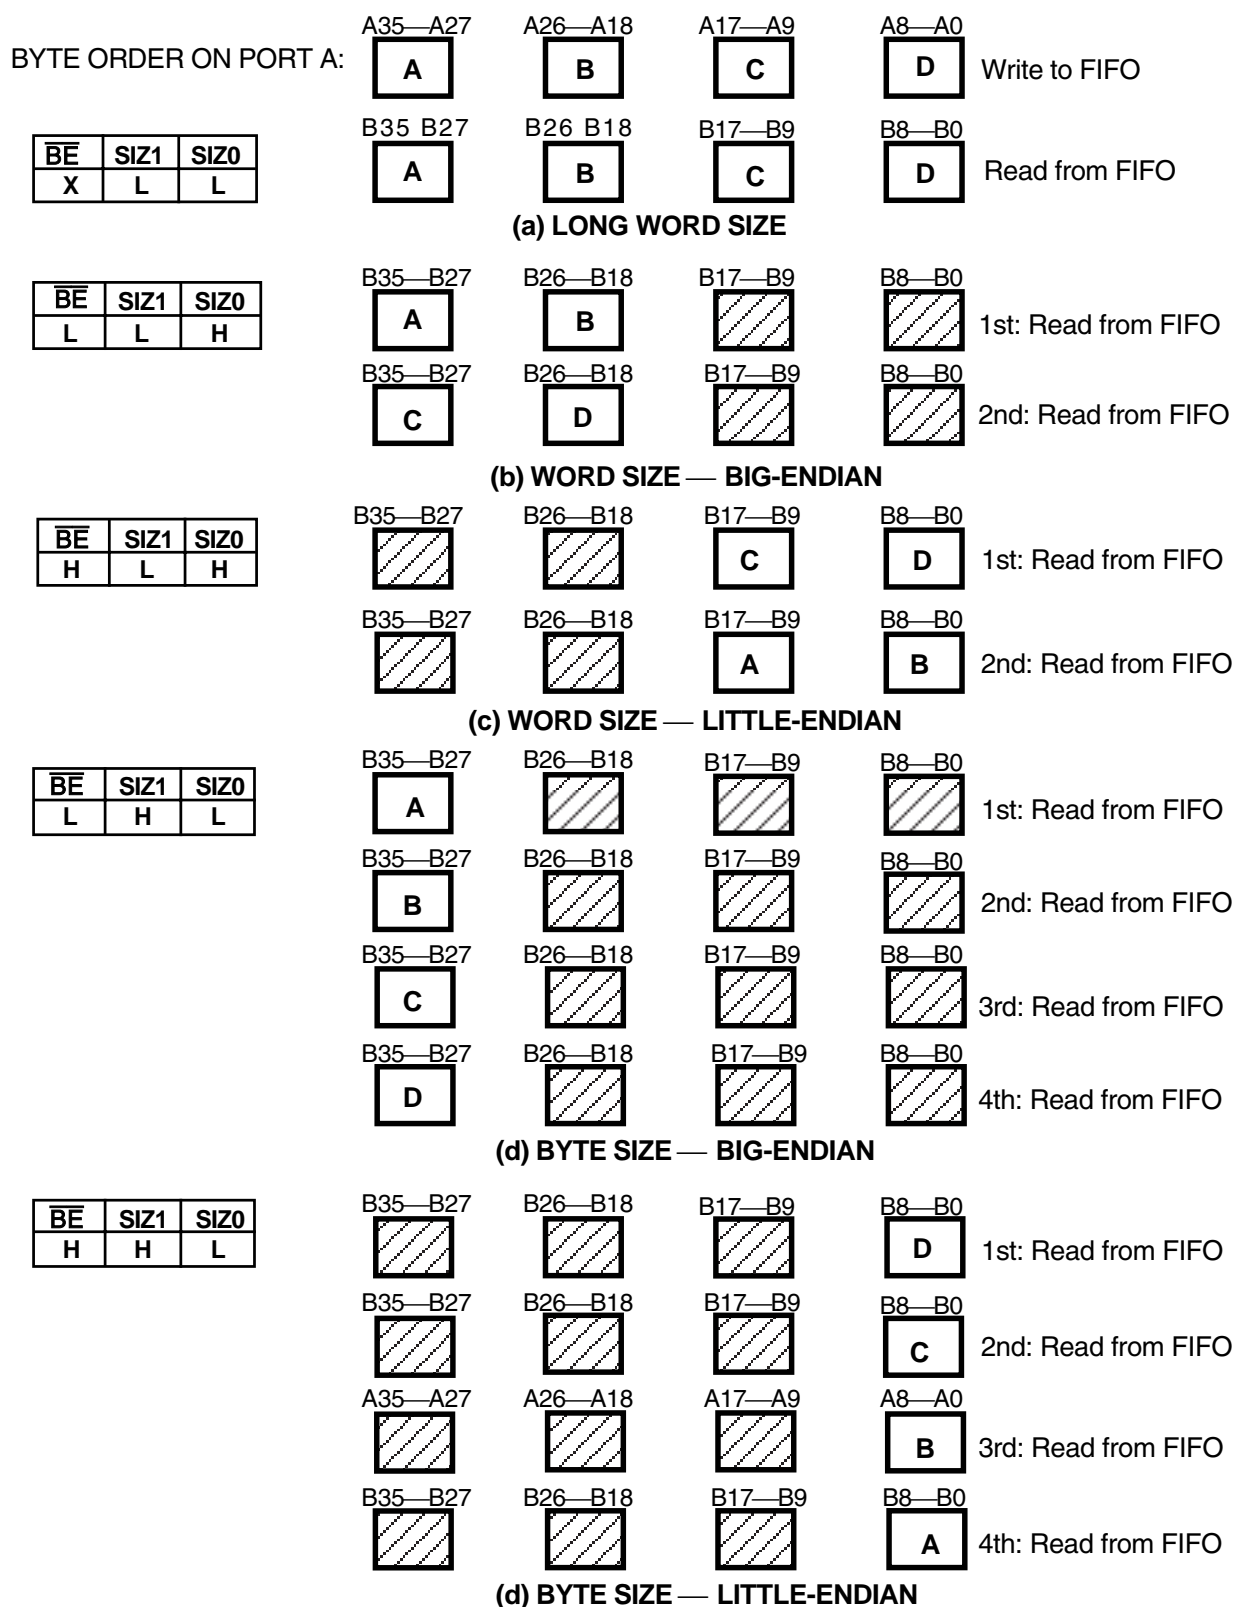 A35—A27 A26—A18 A17—A9 A8—A0
BYTE ORDER ON PORT A: A B C D Write to FIFO
B35 B27 B26 B18 B17—B9 B8—B0
BE SIZ1 SIZ0
X L L
A B C D Read from FIFO
(a) LONG WORD SIZE
B35—B27 B26—B18 B17—B9 B8—B0
BE SIZ1 SIZ0
L L H
A B 1st: Read from FIFO
B35—B27 B26—B18 B17—B9 B8—B0
C D 2nd: Read from FIFO
(b) WORD SIZE — BIG-ENDIAN
B35—B27 B26—B18 B17—B9 B8—B0
BE SIZ1 SIZ0
H L H
C D 1st: Read from FIFO
B35—B27 B26—B18 B17—B9 B8—B0
A B 2nd: Read from FIFO
(c) WORD SIZE — LITTLE-ENDIAN
B35—B27 B26—B18 B17—B9 B8—B0
BE SIZ1 SIZ0
L H L
A 1st: Read from FIFO
B35—B27 B26—B18 B17—B9 B8—B0
B 2nd: Read from FIFO
B35—B27 B26—B18 B17—B9 B8—B0
C 3rd: Read from FIFO
B35—B27 B26—B18 B17—B9 B8—B0
D 4th: Read from FIFO
(d) BYTE SIZE — BIG-ENDIAN
B35—B27 B26—B18 B17—B9 B8—B0
BE SIZ1 SIZ0
H H L
D 1st: Read from FIFO
B35—B27 B26—B18 B17—B9 B8—B0
C 2nd: Read from FIFO
A35—A27 A26—A18 A17—A9 A8—A0
B 3rd: Read from FIFO
B35—B27 B26—B18 B17—B9 B8—B0
A 4th: Read from FIFO
(d) BYTE SIZE — LITTLE-ENDIAN